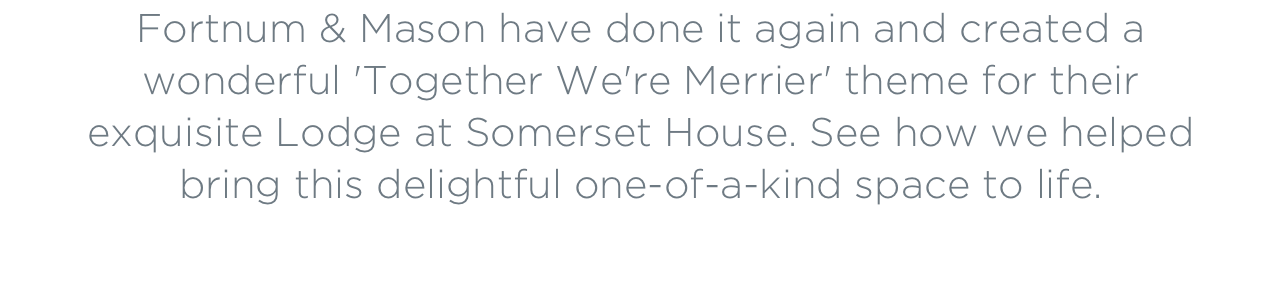 Fortnum & Mason have done it again and created a
wonderful 'Together We're Merrier' theme for their
exquisite Lodge at Somerset House. See how we helped
bring this delightful one-of-a-kind space to life.